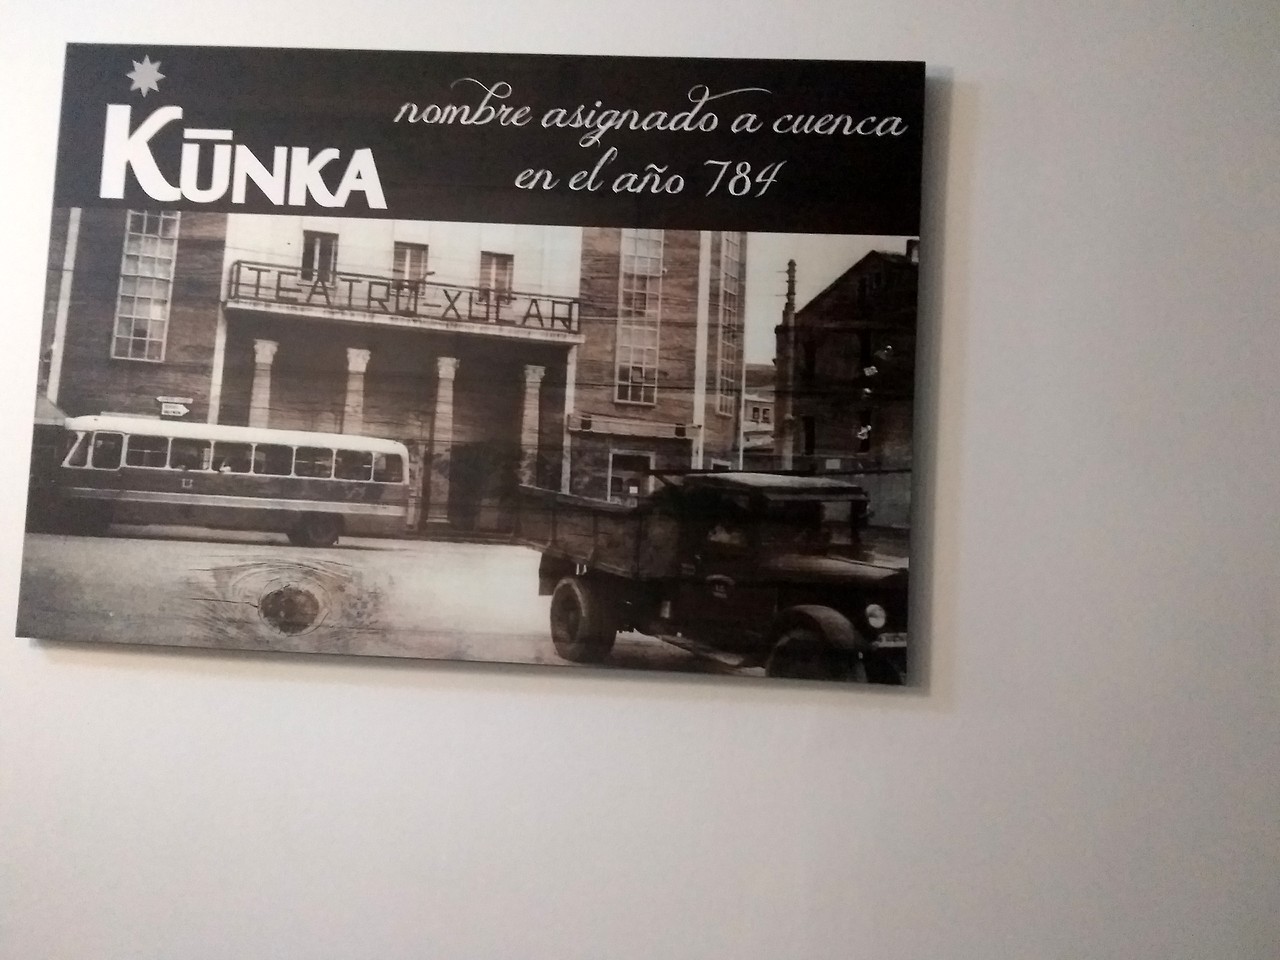 KŪNKA
nombre asignado a cuenca
en el año 784
TEATRO-XUCAR